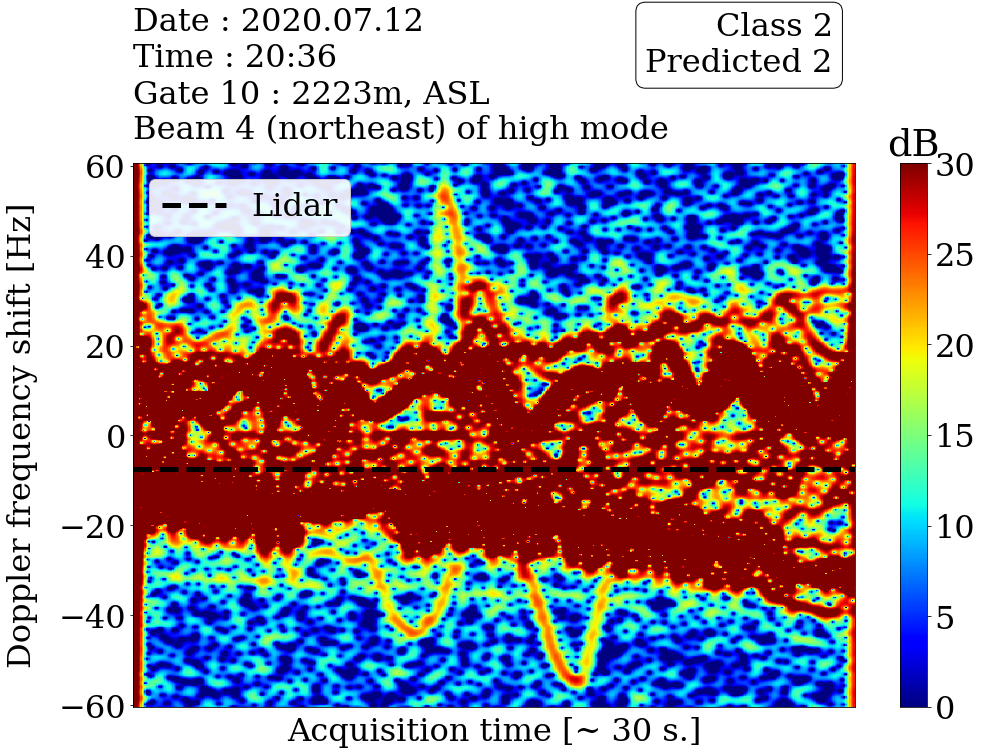 Date : 2020.07.12
Time : 20:36
Gate 10 : 2223m, ASL
Beam 4 (northeast) of high mode
Class 2
Predicted 2
dB
Lidar
Doppler frequency shift [Hz]
60
40
20
0
−20
−40
−60
Acquisition time [~ 30 s.]
30
25
20
15
10
5
0